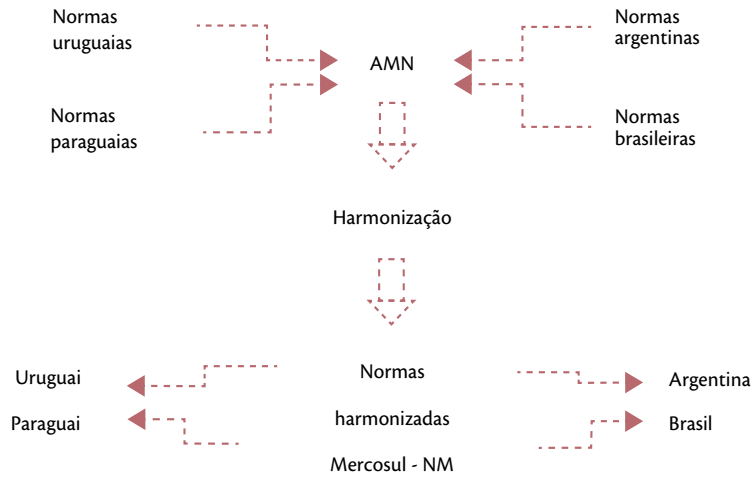 Normas
uruguaias
Normas
argentinas
AMN
Normas
paraguaias
Normas
brasileiras
Harmonização
Uruguai
Normas
Argentina
Paraguai
harmonizadas
Brasil
Mercosul - NM